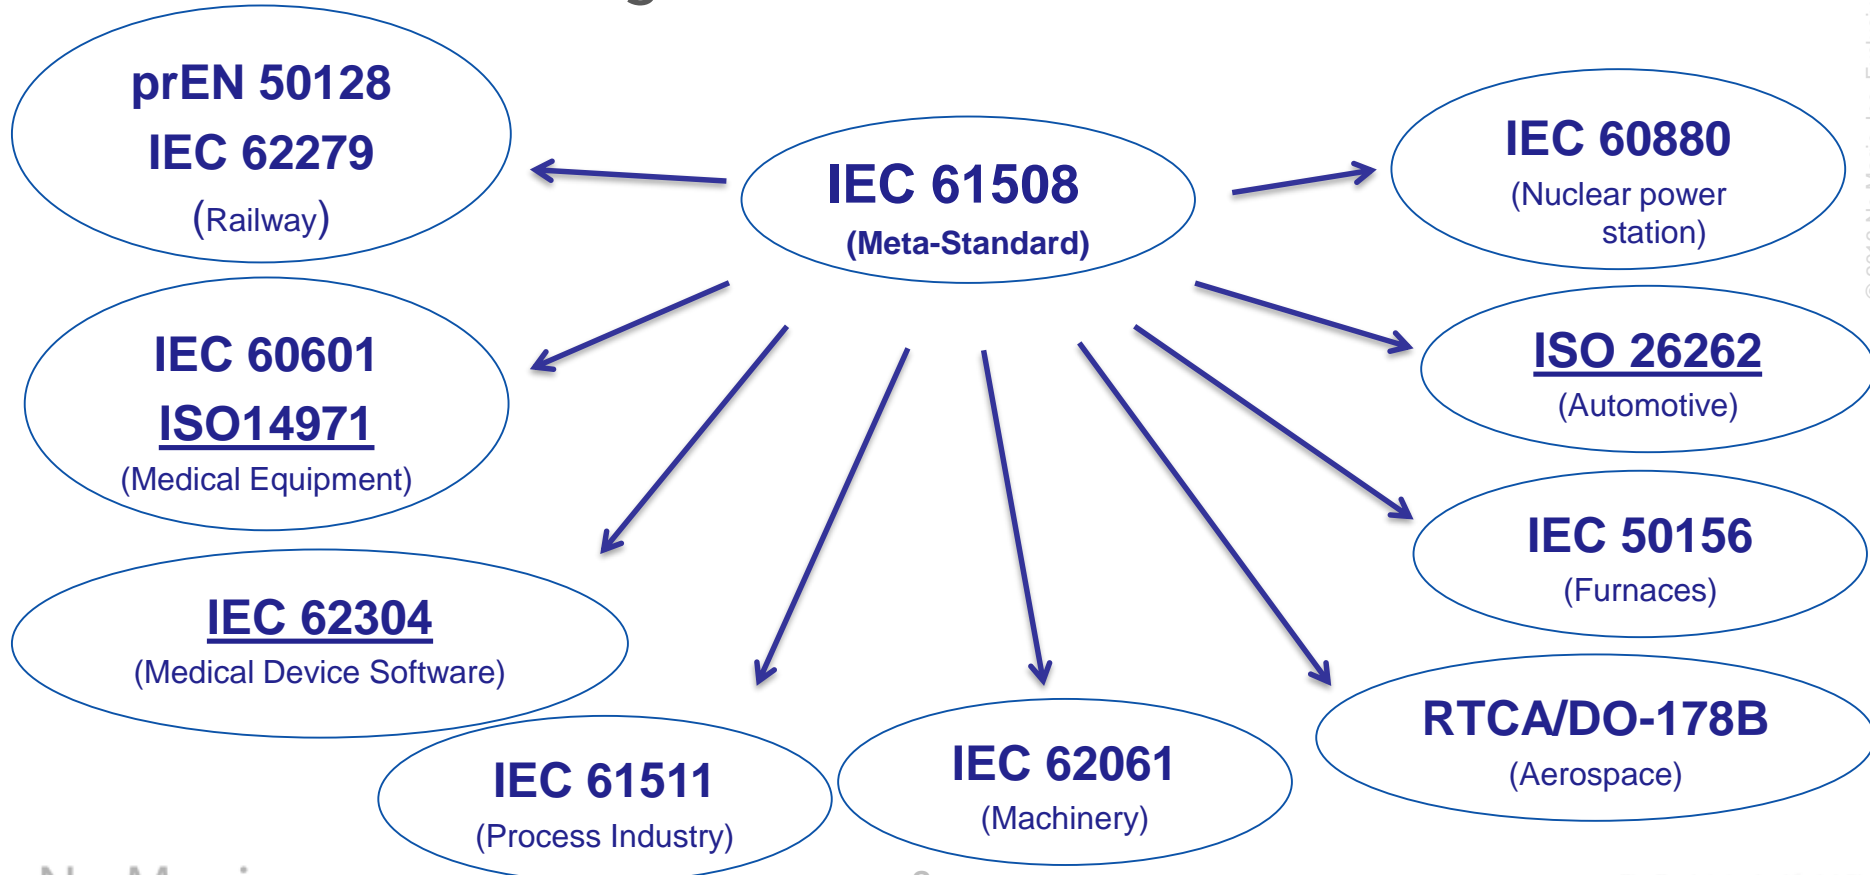 prEN 50128
IEC 62279
(Railway)
IEC 61508
(Meta-Standard)
IEC 60880
(Nuclear power
station)
IEC 60601
ISO14971
(Medical Equipment)
ISO 26262
(Automotive)
IEC 62304
(Medical Device Software)
IEC 50156
(Furnaces)
IEC 61511
(Process Industry)
IEC 62061
(Machinery)
RTCA/DO-178B
(Aerospace)